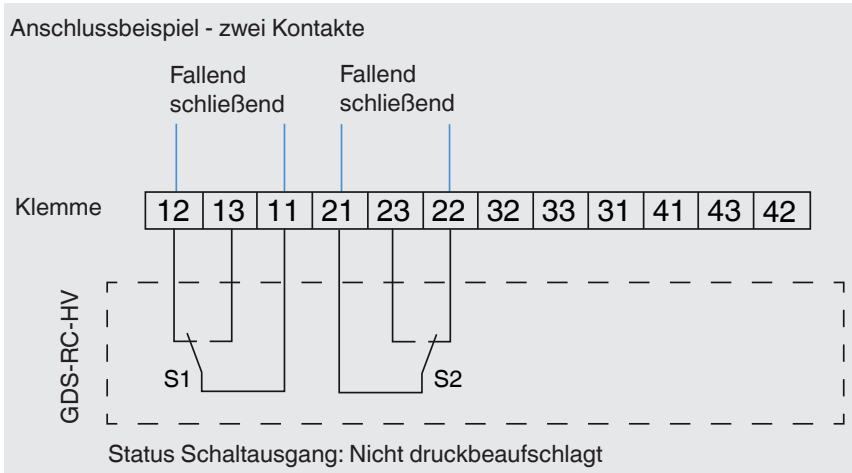 Anschlussbeispiel - zwei Kontakte
Fallend schließend
Fallend schließend
Klemme 12 13 11 21 23 22 32 33 31 41 43 42
GDS-RC-HV
S1 S2
Status Schaltausgang: Nicht druckbeaufschlagt